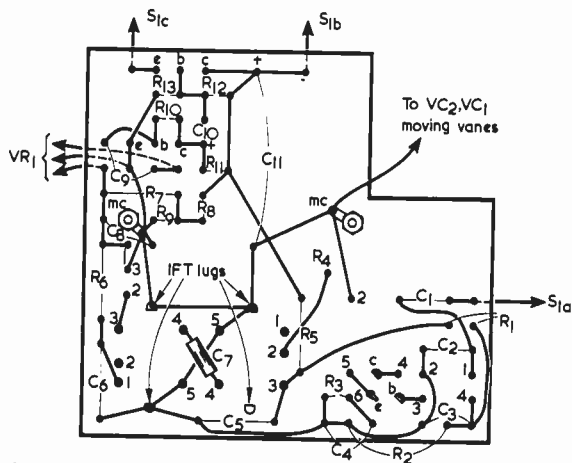 S1c S1b
e b c + -
R13 R12
R10
To VC2, VC1
moving vanes
C10 C11
VR1 e b c +
C9 R11
R7
mc mc
R9 R8
C8
1
3 IFT lugs R4
R6 2 2 C1 S1a
3 4 5 1 R5 R1
2 2 C2
C7 5 c 4 2 1
C6 1 5 4 3 R3 6 b 3 4
D e
C5 C4 R2 C3